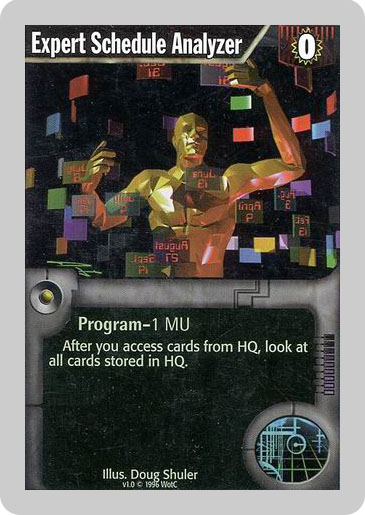 Expert Schedule Analyzer
0
Program–1 MU
After you access cards from HQ, look at
all cards stored in HQ.
Illus. Doug Shuler
v1.0 © 1996 WotC